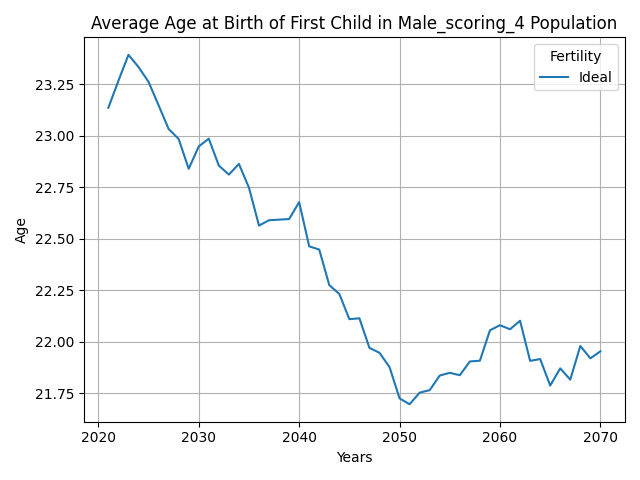 Average Age at Birth of First Child in Male_scoring_4 Population
Fertility
Ideal
23.25
23.00
22.75
22.50
22.25
22.00
21.75
Age
2020 2030 2040 2050 2060 2070
Years